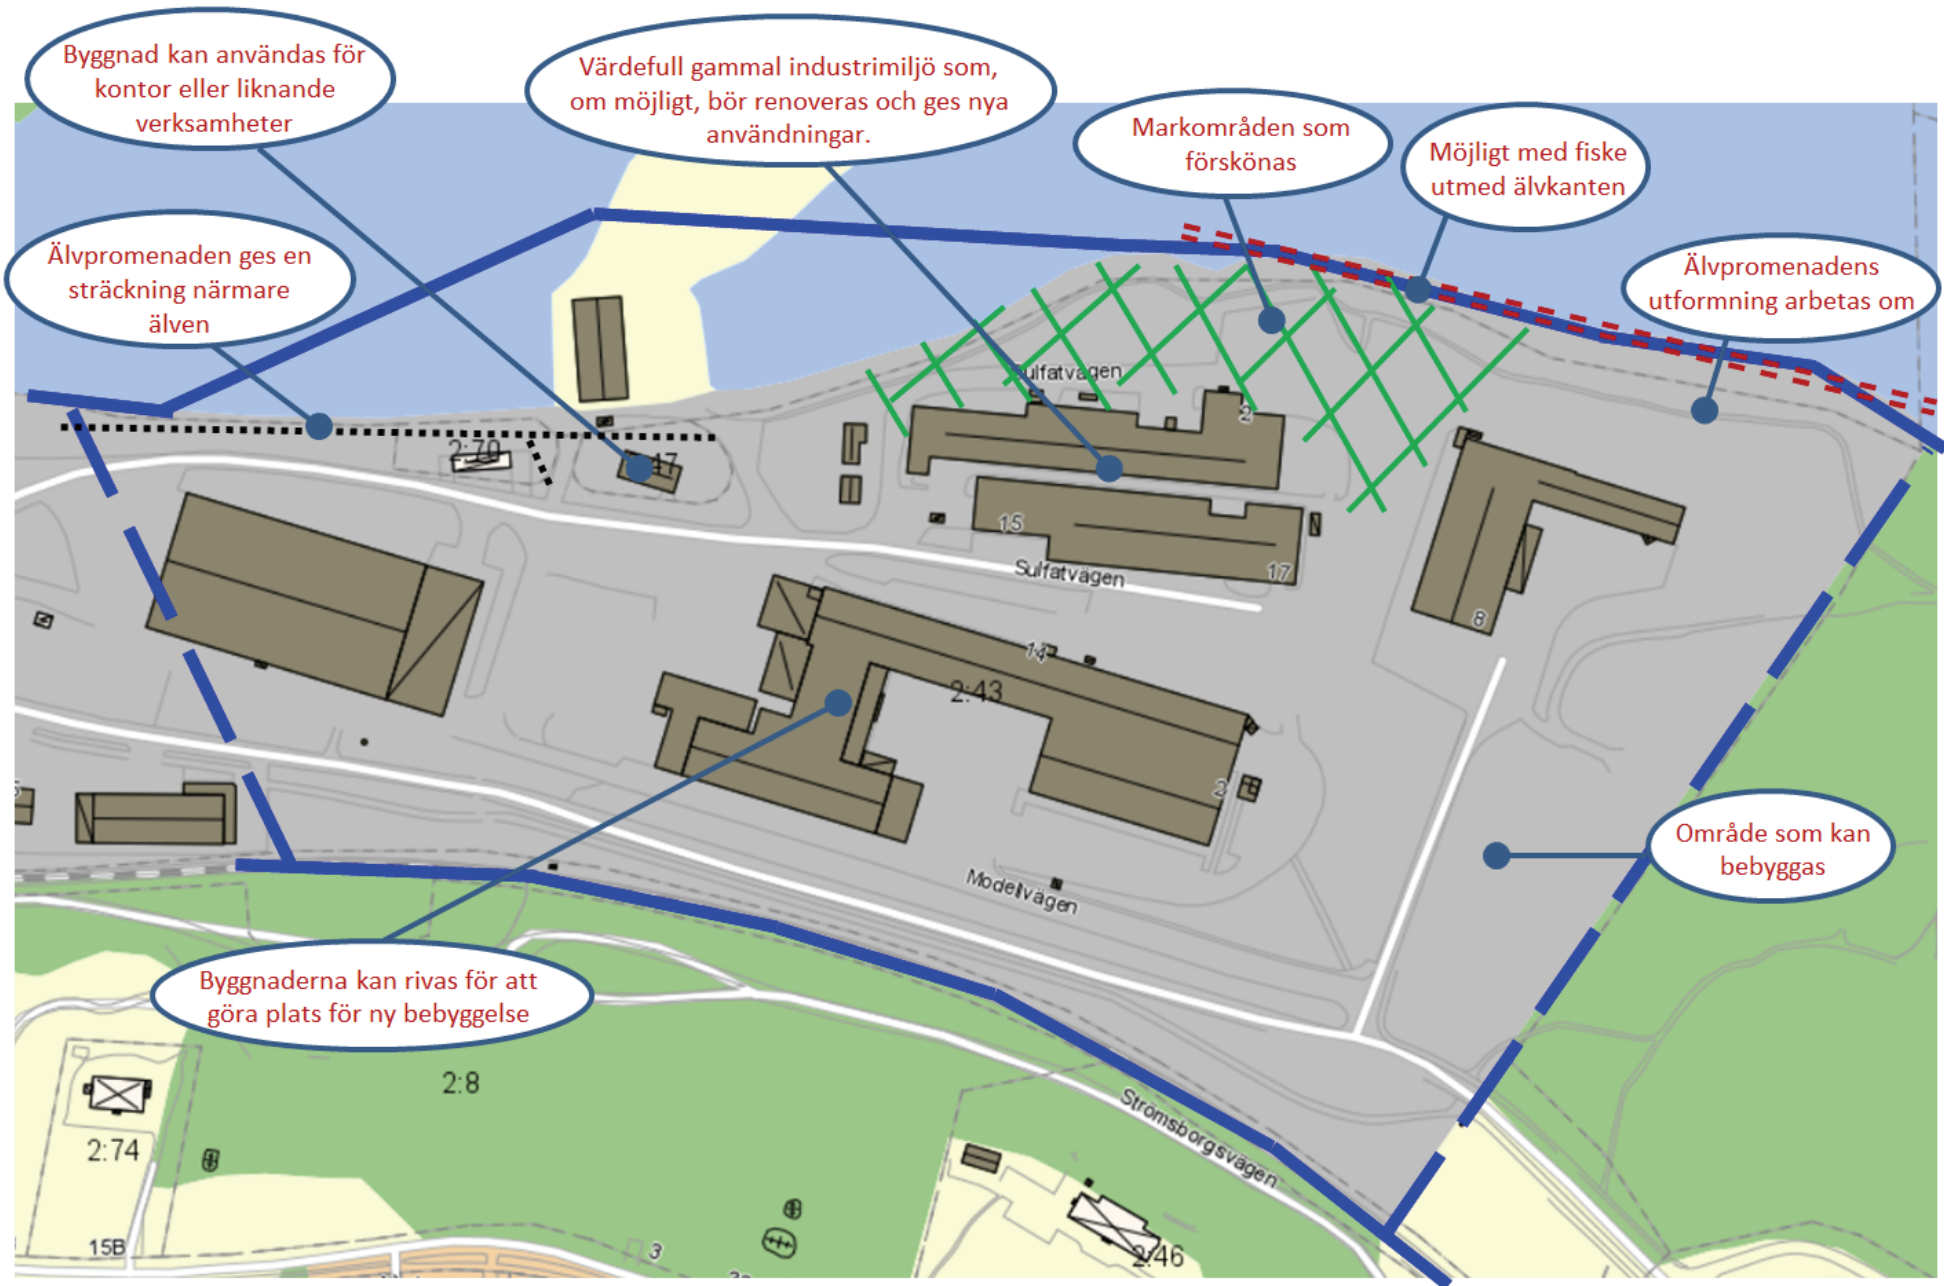 Byggnad kan användas för
kontor eller liknande
verksamheter
Värdefull gammal industrimiljö som,
om möjligt, bör renoveras och ges nya
användningar.
Markområden som
förskönas
Möjligt med fiske
utmed älvkanten
Älvpromenaden ges en
sträckning närmare
älven
Älvpromenadens
utformning arbetas om
Sulfatvägen
2
2:70
47
15
17
Sulfatvägen
8
14
2:43
2
Modellvägen
Område som kan
bebyggas
Byggnaderna kan rivas för att
göra plats för ny bebyggelse
2:8
2:74
Strömsborgsvägen
15B
3
2:46